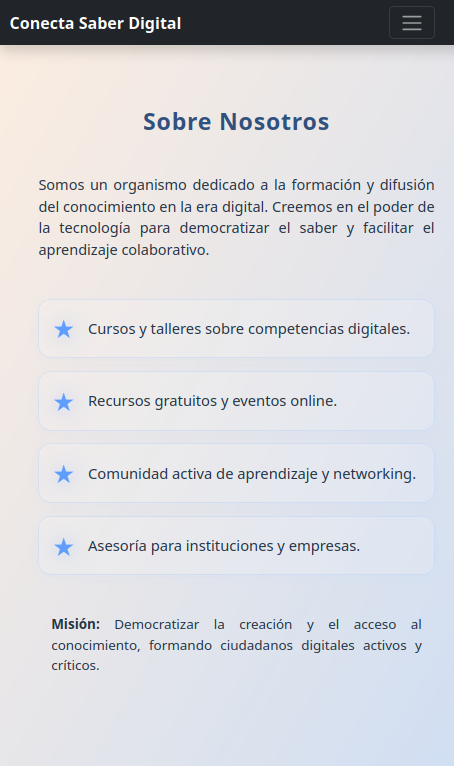 Conecta Saber Digital
Sobre Nosotros
Somos un organismo dedicado a la formación y difusión
del conocimiento en la era digital. Creemos en el poder de
la tecnología para democratizar el saber y facilitar el
aprendizaje colaborativo.
Cursos y talleres sobre competencias digitales.
Recursos gratuitos y eventos online.
Comunidad activa de aprendizaje y networking.
Asesoría para instituciones y empresas.
Misión: Democratizar la creación y el acceso al
conocimiento, formando ciudadanos digitales activos y
críticos.